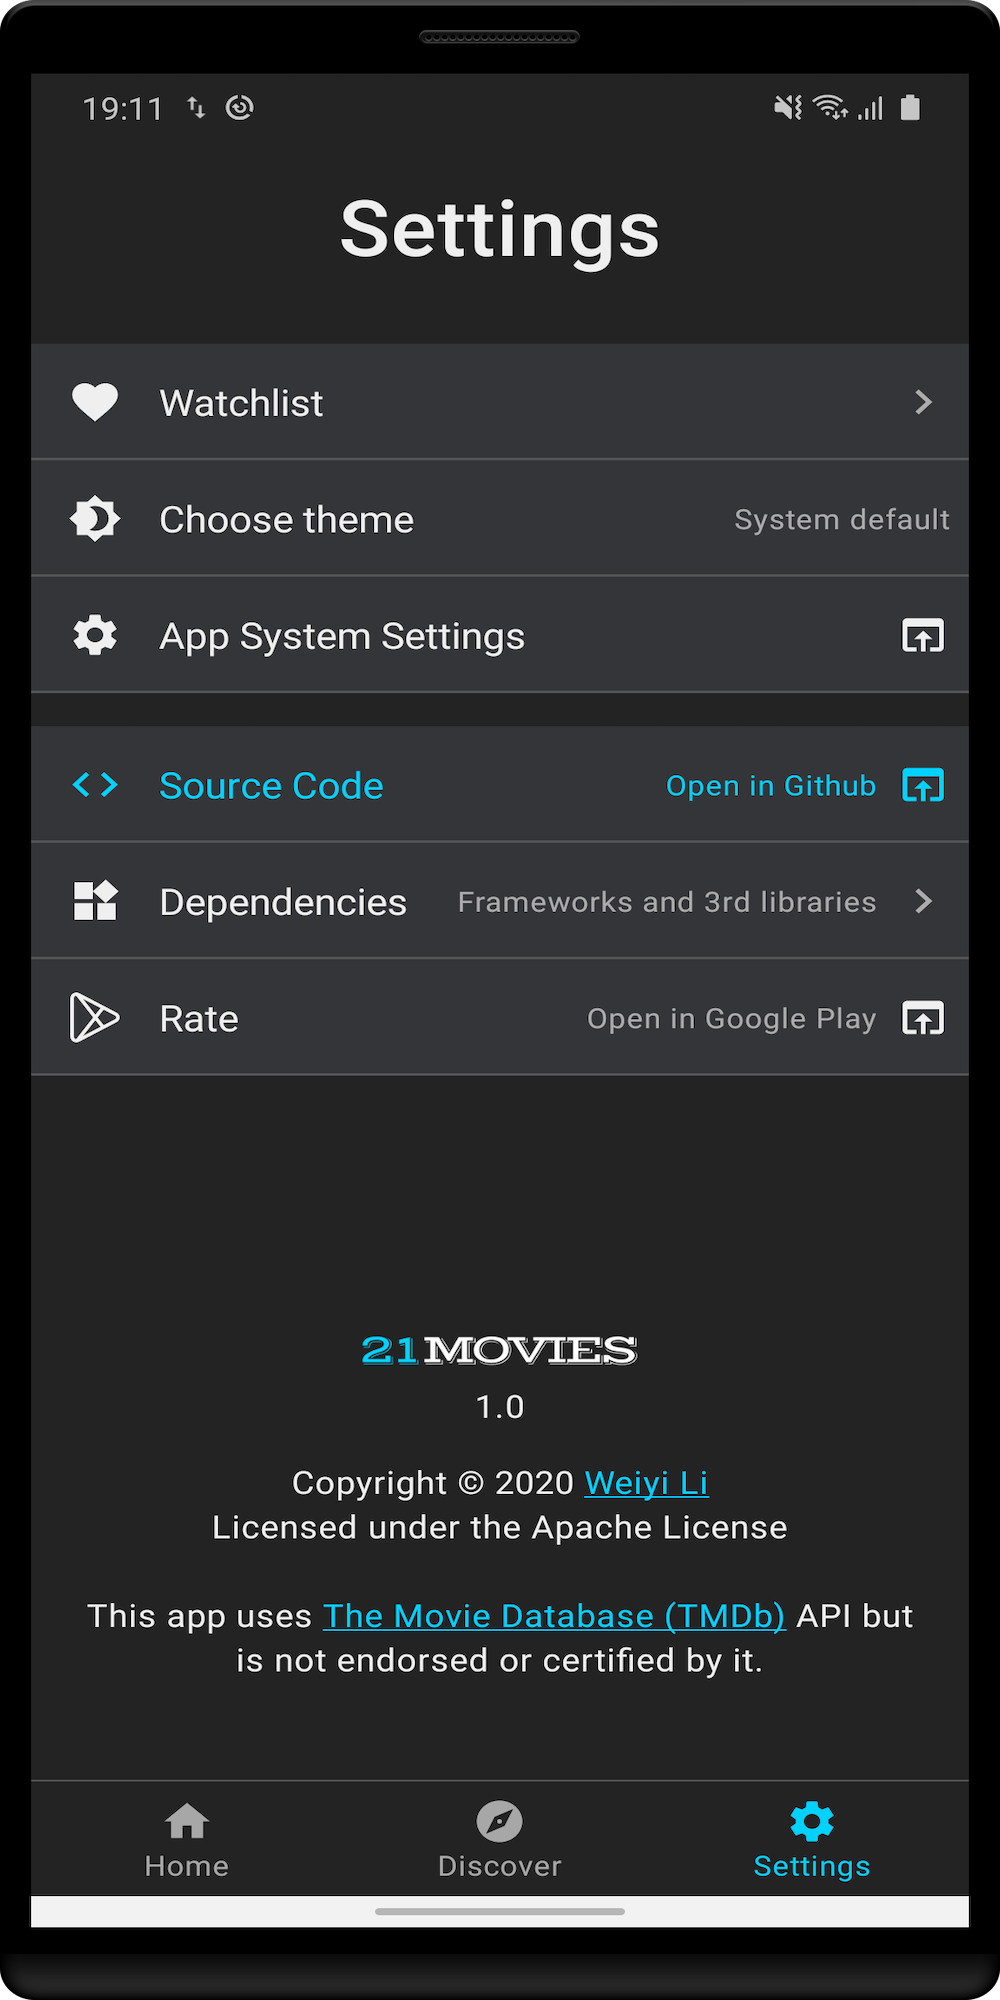 19:11
Settings
Watchlist
Choose theme System default
App System Settings
Source Code Open in Github
Dependencies Frameworks and 3rd libraries
Rate Open in Google Play
21MOVIES
1.0
Copyright © 2020 Weiyi Li
Licensed under the Apache License
This app uses The Movie Database (TMDb) API but
is not endorsed or certified by it.
Home Discover Settings